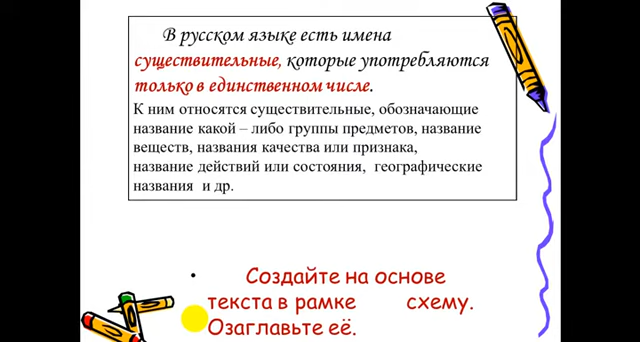 В русском языке есть имена
существительные, которые употребляются
только в единственном числе.
К ним относятся существительные, обозначающие
название какой – либо группы предметов, название
веществ, названия качества или признака,
название действий или состояния, географические
названия и др.
• Создайте на основе
текста в рамке схему.
Озаглавьте её.